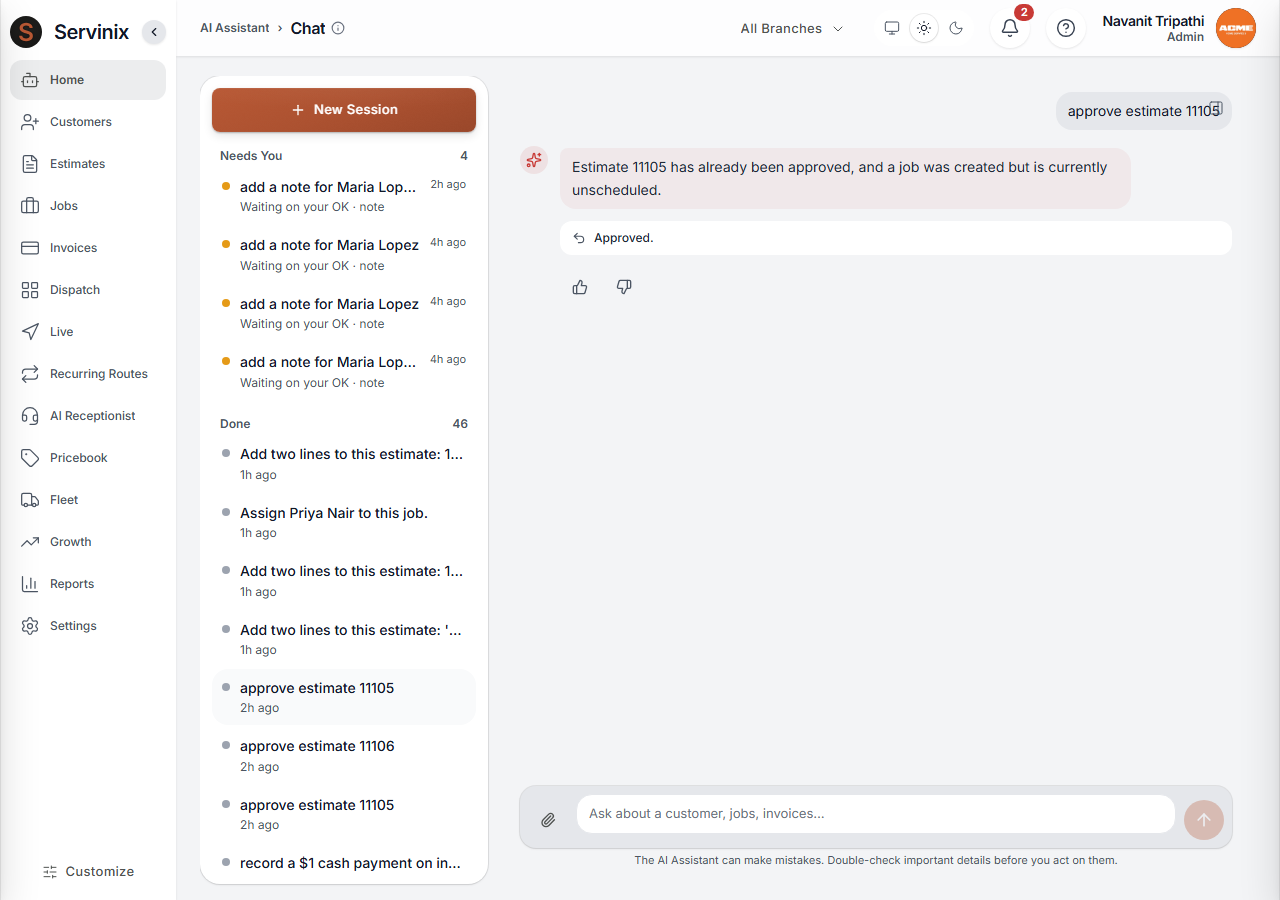 S
Servinix
Home
Customers
Estimates
Jobs
Invoices
Dispatch
Live
Recurring Routes
AI Receptionist
Pricebook
Fleet
Growth
Reports
Settings
Customize
AI Assistant › Chat
All Branches
2
Navanit Tripathi
Admin
ACME
+ New Session
Needs You 4
add a note for Maria Lop... 2h ago
Waiting on your OK · note
add a note for Maria Lopez 4h ago
Waiting on your OK · note
add a note for Maria Lopez 4h ago
Waiting on your OK · note
add a note for Maria Lop... 4h ago
Waiting on your OK · note
Done 46
Add two lines to this estimate: 1...
1h ago
Assign Priya Nair to this job.
1h ago
Add two lines to this estimate: 1...
1h ago
Add two lines to this estimate: '...
1h ago
approve estimate 11105
2h ago
approve estimate 11106
2h ago
approve estimate 11105
2h ago
record a $1 cash payment on in...
approve estimate 11105
Estimate 11105 has already been approved, and a job was created but is currently
unscheduled.
Approved.
Ask about a customer, jobs, invoices...
The AI Assistant can make mistakes. Double-check important details before you act on them.